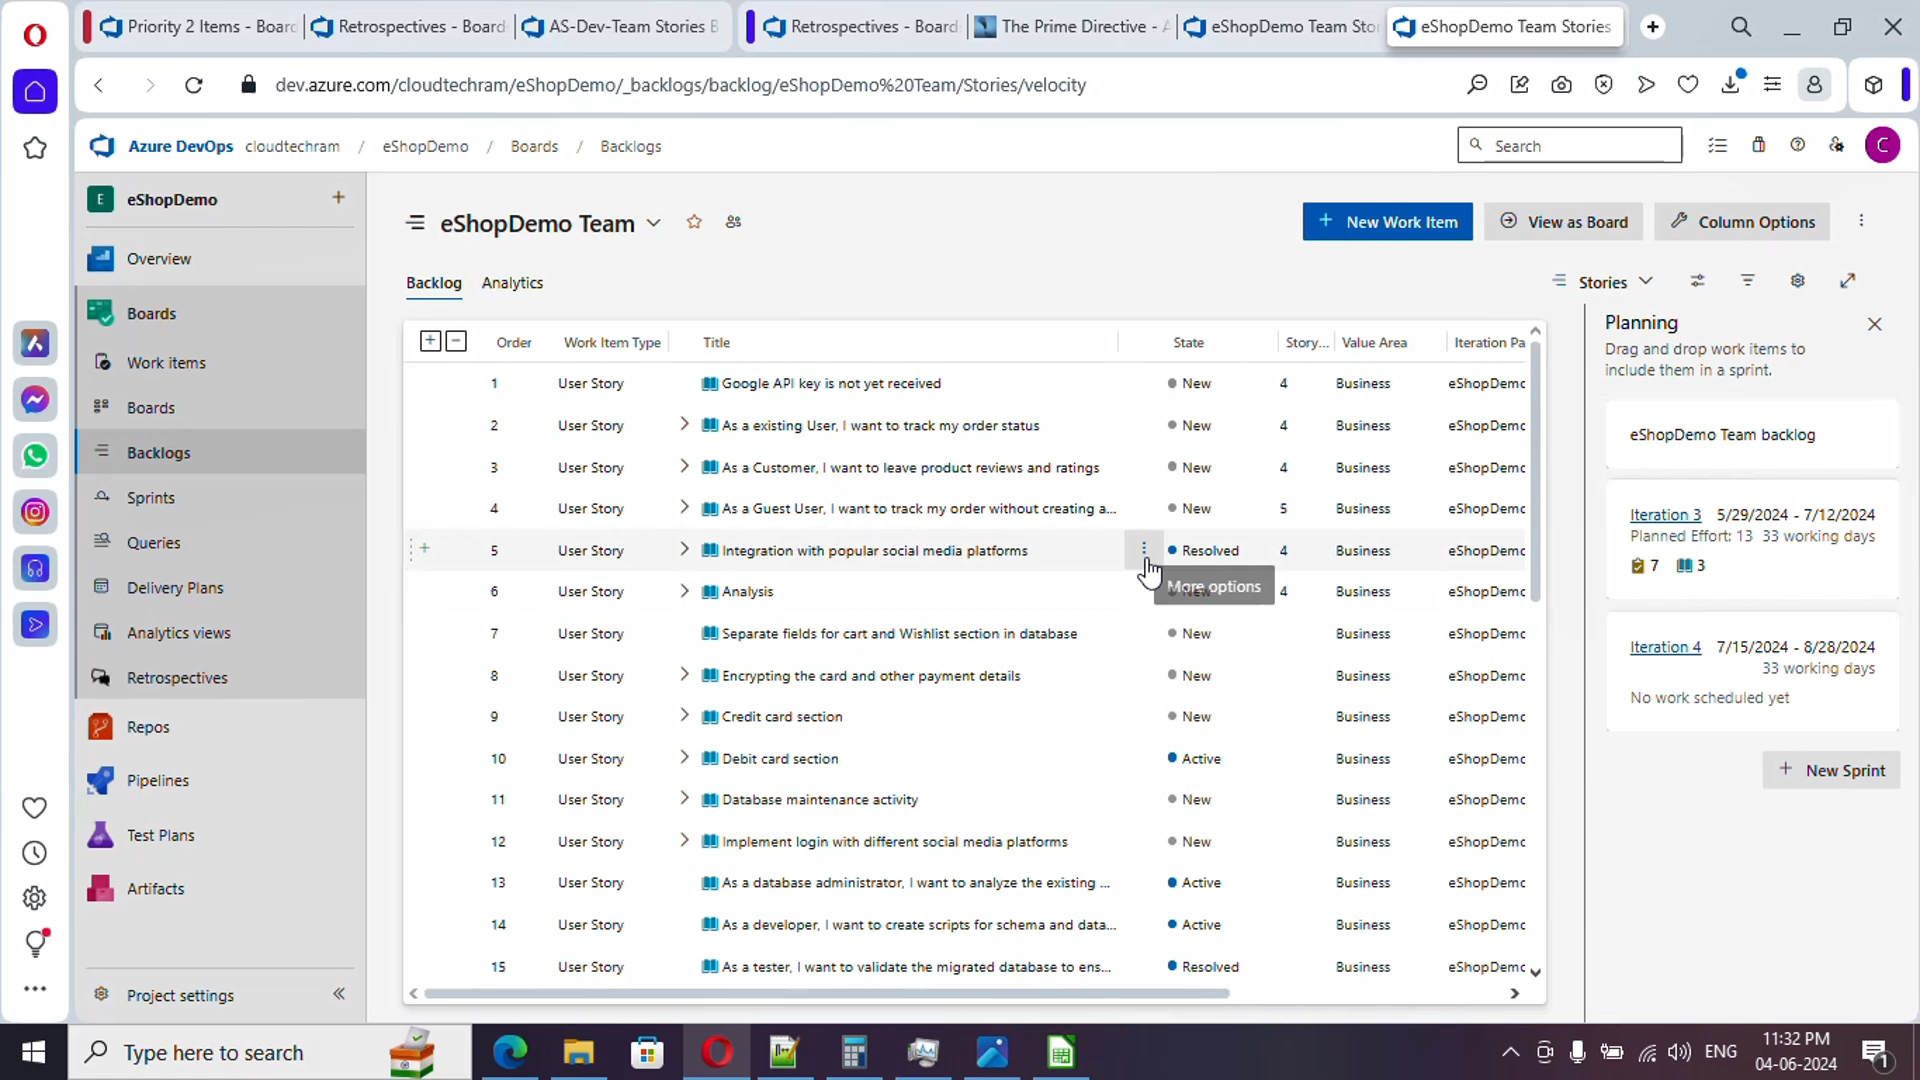 Priority 2 Items - Board
Retrospectives - Board
AS-Dev-Team Stories B
Retrospectives - Board
The Prime Directive - A
eShopDemo Team Sto
eShopDemo Team Stories
dev.azure.com/cloudtechram/eShopDemo/_backlogs/backlog/eShopDemo%20Team/Stories/velocity
Azure DevOps cloudtechram / eShopDemo / Boards / Backlogs
Search
C
E eShopDemo +
Overview
Boards
Work items
Boards
Backlogs
Sprints
Queries
Delivery Plans
Analytics views
Retrospectives
Repos
Pipelines
Test Plans
Artifacts
Project settings
eShopDemo Team
+ New Work Item
View as Board
Column Options
Backlog Analytics
Stories
Order Work Item Type Title State Story... Value Area Iteration Pa
1 User Story Google API key is not yet received New 4 Business eShopDemo
2 User Story As a existing User, I want to track my order status New 4 Business eShopDemo
3 User Story As a Customer, I want to leave product reviews and ratings New 4 Business eShopDemo
4 User Story As a Guest User, I want to track my order without creating a... New 5 Business eShopDemo
5 User Story Integration with popular social media platforms Resolved 4 Business eShopDemo
More options
6 User Story Analysis New 4 Business eShopDemo
7 User Story Separate fields for cart and Wishlist section in database New Business eShopDemo
8 User Story Encrypting the card and other payment details New Business eShopDemo
9 User Story Credit card section New Business eShopDemo
10 User Story Debit card section Active Business eShopDemo
11 User Story Database maintenance activity New Business eShopDemo
12 User Story Implement login with different social media platforms New Business eShopDemo
13 User Story As a database administrator, I want to analyze the existing ... Active Business eShopDemo
14 User Story As a developer, I want to create scripts for schema and data... Active Business eShopDemo
15 User Story As a tester, I want to validate the migrated database to ens... Resolved Business eShopDemo
Planning
Drag and drop work items to
include them in a sprint.
eShopDemo Team backlog
Iteration 3 5/29/2024 - 7/12/2024
Planned Effort: 13 33 working days
7 3
Iteration 4 7/15/2024 - 8/28/2024
33 working days
No work scheduled yet
+ New Sprint
Type here to search
ENG
11:32 PM
04-06-2024
1